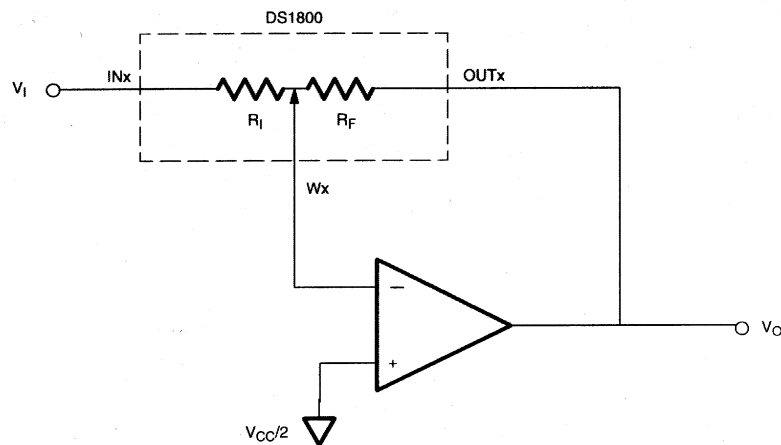 DS1800
V_I
INx
OUTx
R_I
R_F
Wx
−
+
V_O
V_CC/2